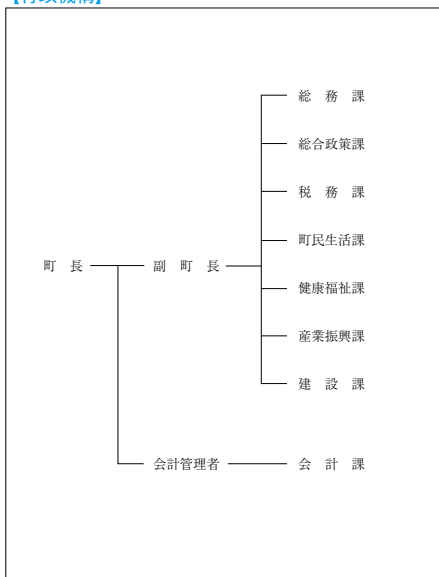 【行政機構】
総務課
総合政策課
税務課
町民生活課
町長 副町長
健康福祉課
産業振興課
建設課
会計管理者 会計課